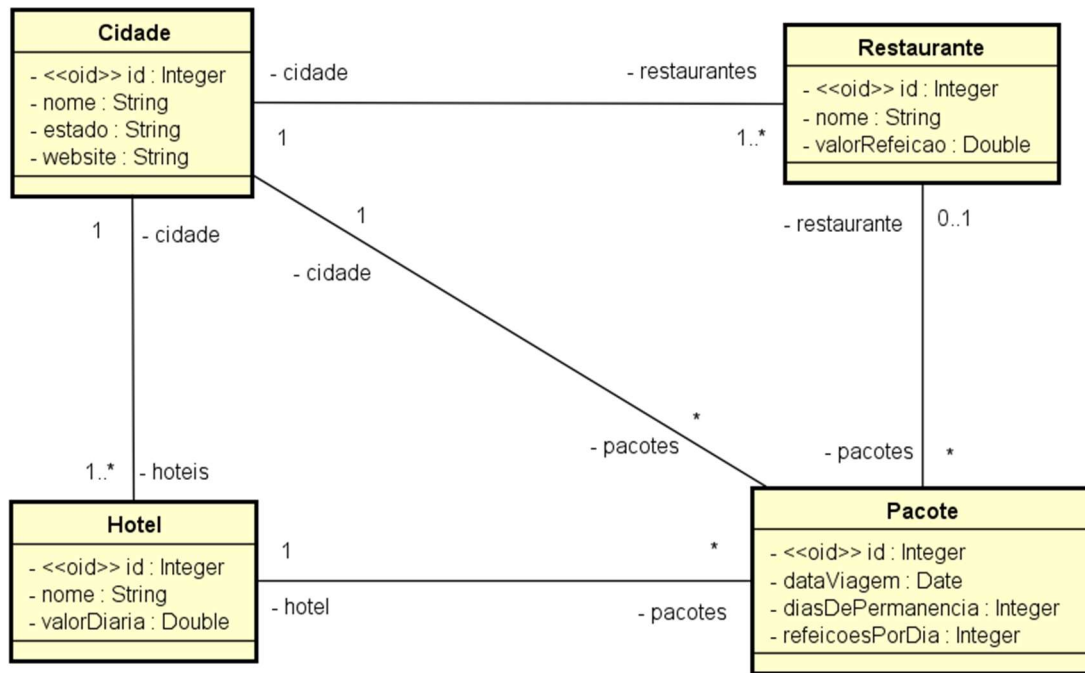 Cidade
- <<oid>> id : Integer
- nome : String
- estado : String
- website : String
Restaurante
- <<oid>> id : Integer
- nome : String
- valorRefeicao : Double
- cidade
- restaurantes
1
1..*
1
- cidade
1
- cidade
- restaurante
0..1
*
- pacotes
- pacotes
*
1..*
- hoteis
Hotel
- <<oid>> id : Integer
- nome : String
- valorDiaria : Double
1
*
- hotel
- pacotes
Pacote
- <<oid>> id : Integer
- dataViagem : Date
- diasDePermanencia : Integer
- refeicoesPorDia : Integer